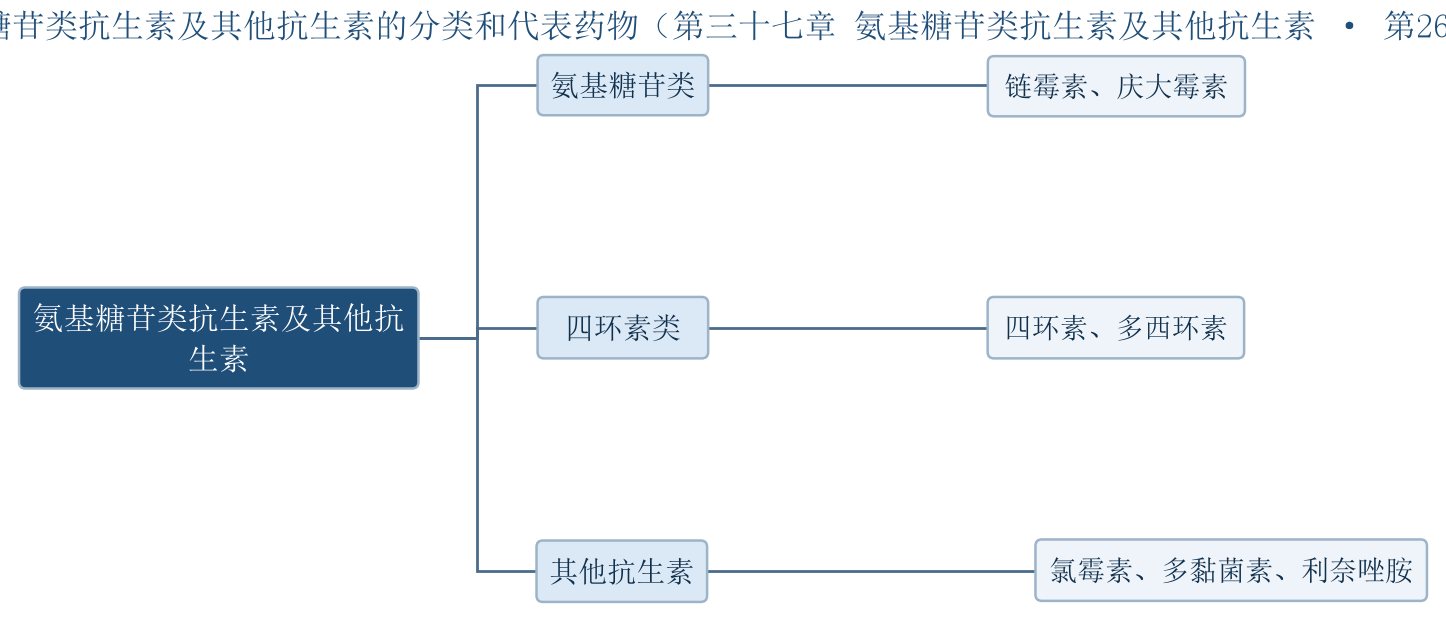 糖苷类抗生素及其他抗生素的分类和代表药物（第三十七章 氨基糖苷类抗生素及其他抗生素 • 第26
氨基糖苷类
链霉素、庆大霉素
氨基糖苷类抗生素及其他抗
生素
四环素类
四环素、多西环素
其他抗生素
氯霉素、多黏菌素、利奈唑胺